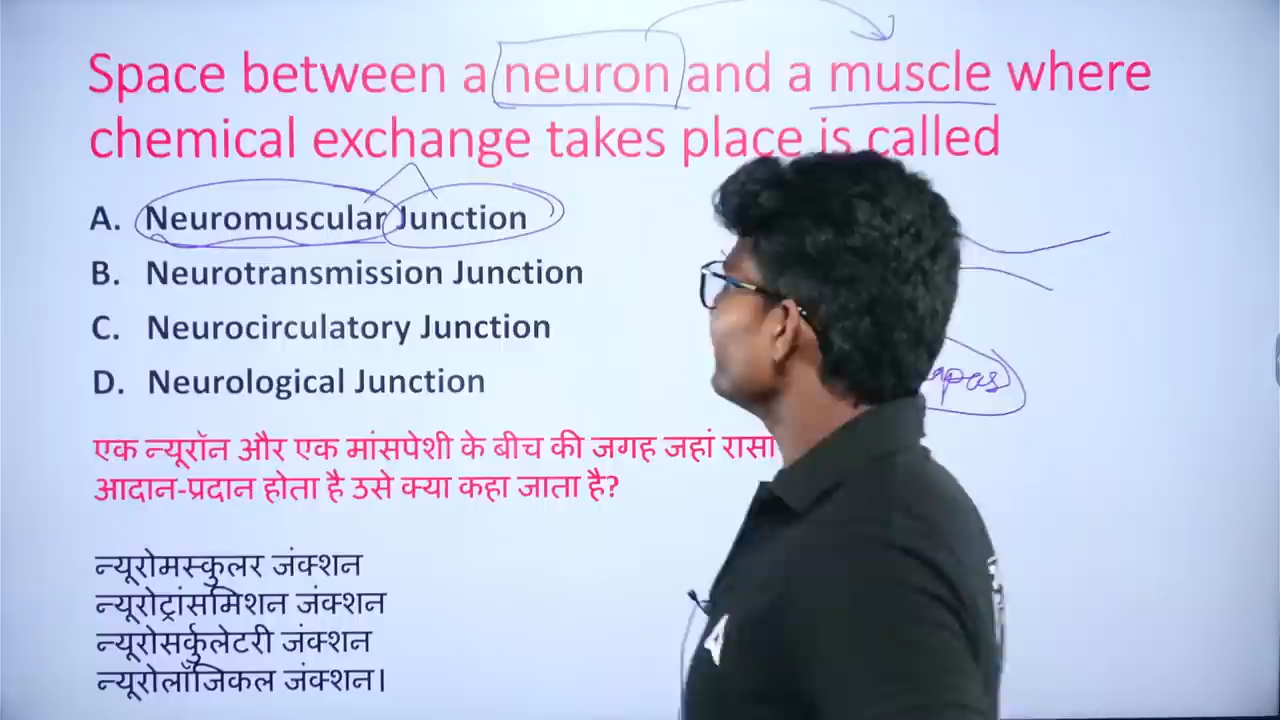 Space between a neuron and a muscle where
chemical exchange takes place is called
A. Neuromuscular Junction
B. Neurotransmission Junction
C. Neurocirculatory Junction
D. Neurological Junction
एक न्यूरॉन और एक मांसपेशी के बीच की जगह जहां रासा
आदान-प्रदान होता है उसे क्या कहा जाता है?
न्यूरोमस्कुलर जंक्शन
न्यूरोट्रांसमिशन जंक्शन
न्यूरोसर्कुलेटरी जंक्शन
न्यूरोलॉजिकल जंक्शन।